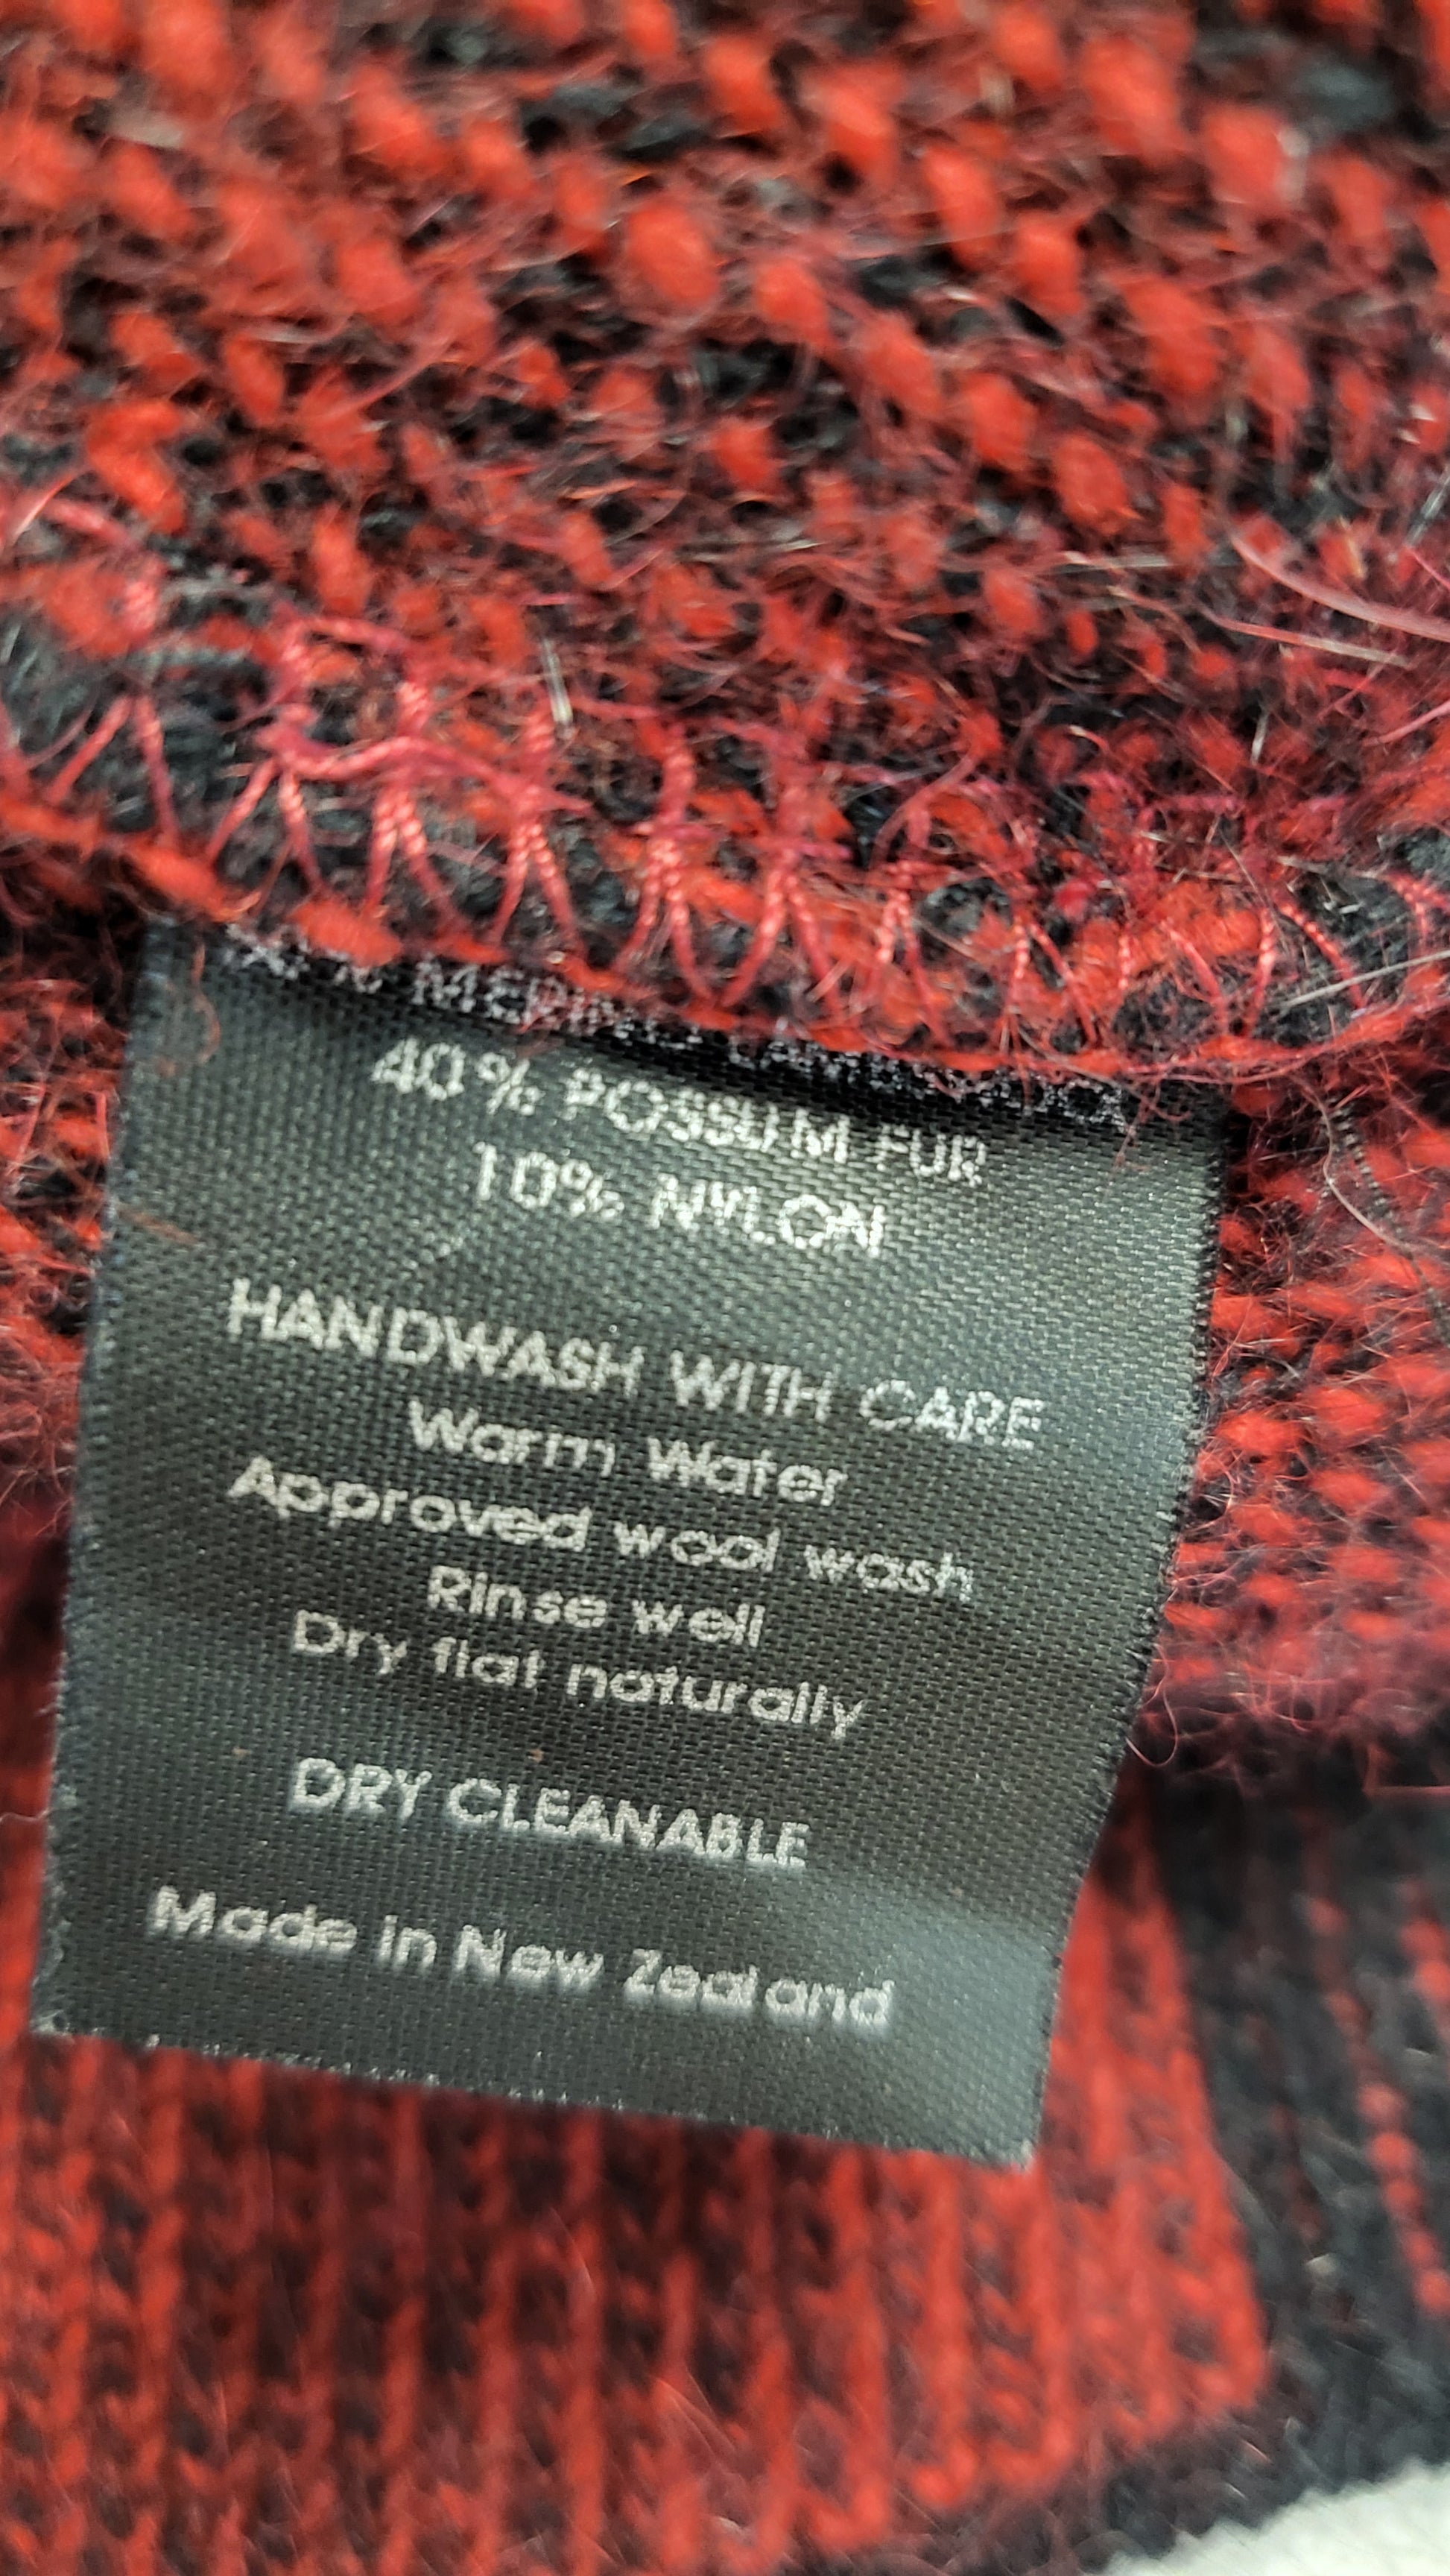 40% POSSUM FUR
10% NYLON
HANDWASH WITH CARE
Warm Water
Approved wool wash
Rinse well
Dry flat naturally
DRY CLEANABLE
Made in New Zealand